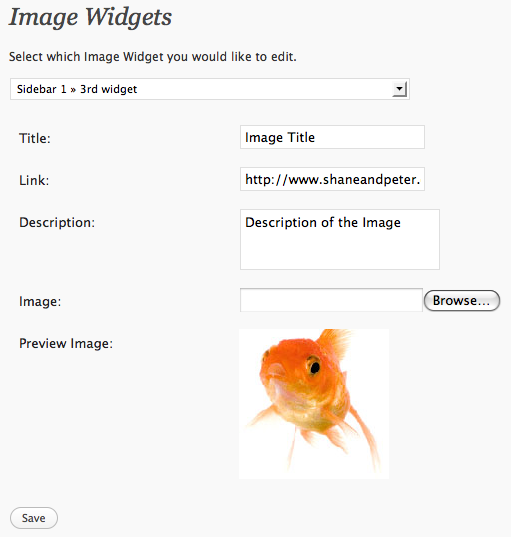 Image Widgets
Select which Image Widget you would like to edit.
Sidebar 1 » 3rd widget
Title: Image Title
Link: http://www.shaneandpeter.
Description: Description of the Image
Image: Browse...
Preview Image:
Save